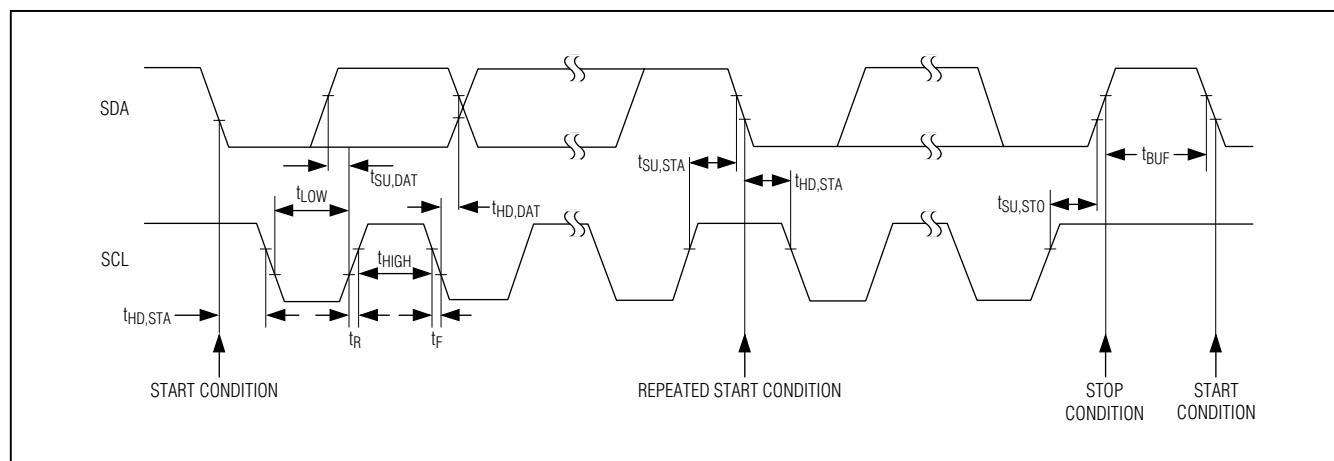 SDA
tSU,STA
tBUF
tSU,DAT
tHD,STA
tLOW
tHD,DAT
tSU,STO
SCL
tHIGH
tHD,STA
tR
tF
START CONDITION
REPEATED START CONDITION
STOP
CONDITION
START
CONDITION